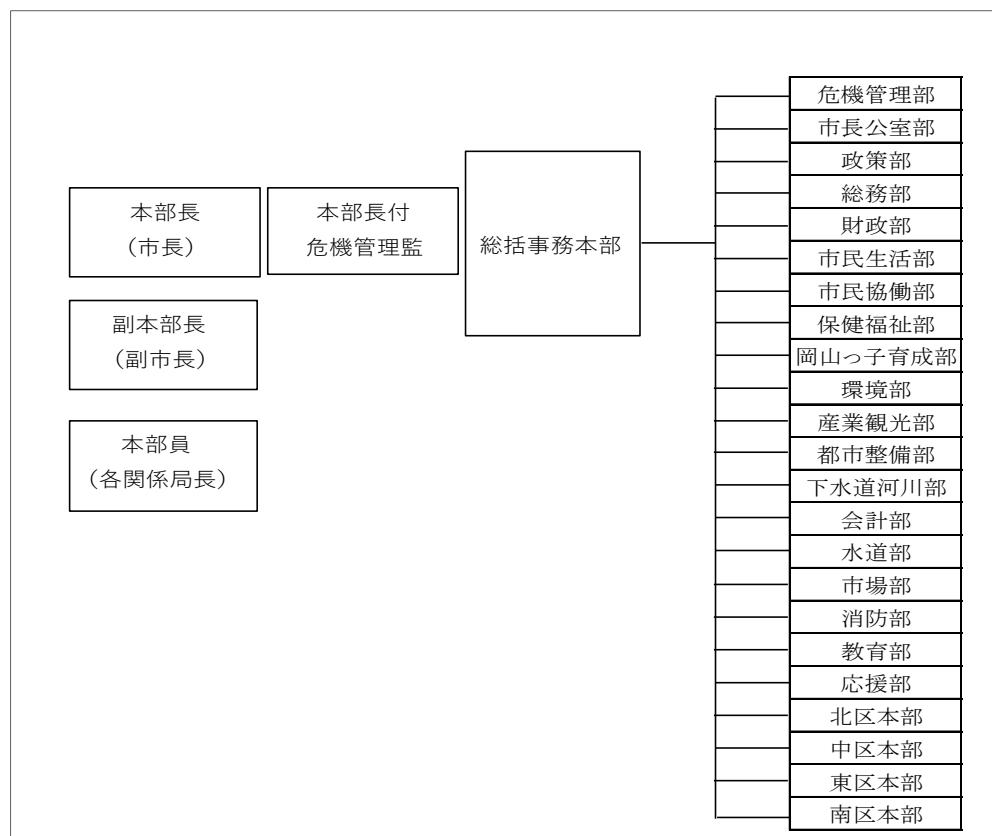 本部長
(市長)
本部長付
危機管理監
副本部長
(副市長)
本部員
(各関係局長)
総括事務本部
危機管理部
市長公室部
政策部
総務部
財政部
市民生活部
市民協働部
保健福祉部
岡山っ子育成部
環境部
産業観光部
都市整備部
下水道河川部
会計部
水道部
市場部
消防部
教育部
応援部
北区本部
中区本部
東区本部
南区本部